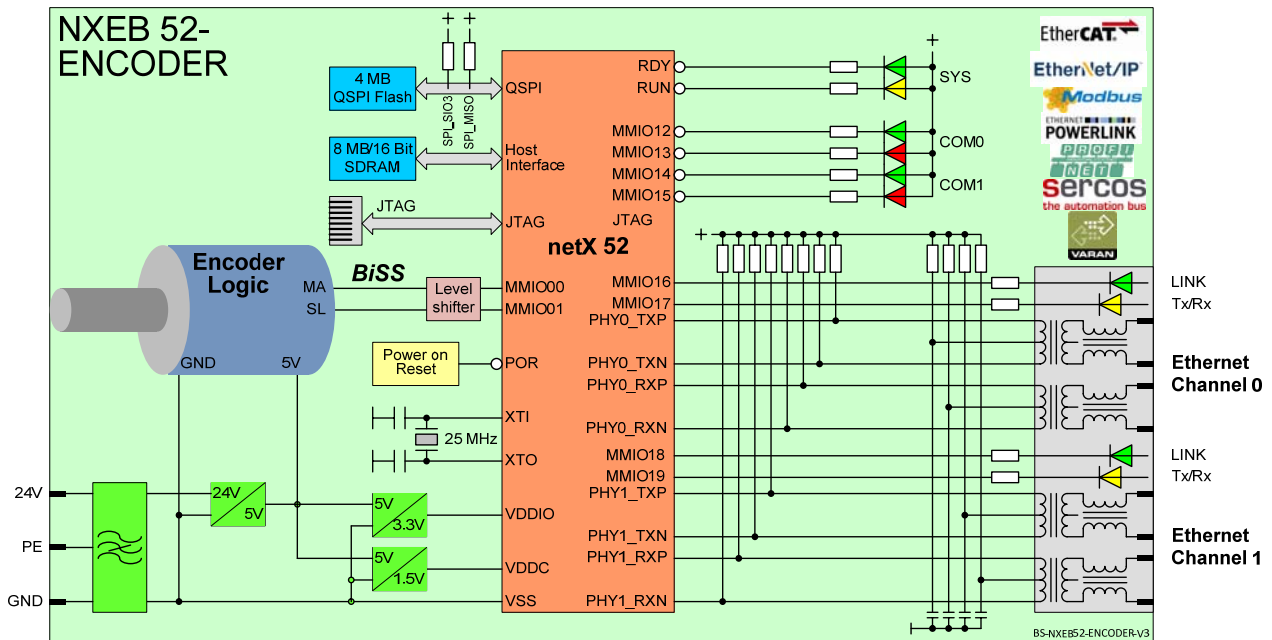 NXEB 52-
ENCODER
4 MB
QSPI Flash
8 MB/16 Bit
SDRAM
JTAG
SPI_SIO3
SPI_MISO
QSPI
Host
Interface
JTAG
netX 52
RDY
RUN
MMIO12
MMIO13
MMIO14
MMIO15
JTAG
SYS
COM0
COM1
EtherCAT
EtherNet/IP
Modbus
ETHERNET
POWERLINK
PROFI
NET
sercos
the automation bus
VARAN
Encoder
Logic
BiSS
MA
SL
GND
5V
Level
shifter
MMIO00
MMIO01
Power on
Reset
POR
XTI
25 MHz
XTO
24V
PE
GND
24V
5V
5V
3.3V
5V
1.5V
VDDIO
VDDC
VSS
MMIO16
MMIO17
PHY0_TXP
PHY0_TXN
PHY0_RXP
PHY0_RXN
MMIO18
MMIO19
PHY1_TXP
PHY1_TXN
PHY1_RXP
PHY1_RXN
LINK
Tx/Rx
Ethernet
Channel 0
LINK
Tx/Rx
Ethernet
Channel 1
BS-NXEB52-ENCODER-V3